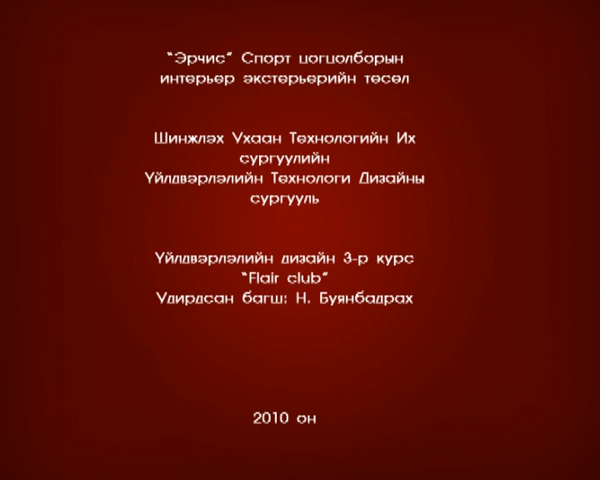 "Эрчис" Спорт цогцолборын
интерьер экстерьерийн төсөл
Шинжлэх Ухаан Технологийн Их
сургуулийн
Үйлдвэрлэлийн Технологи Дизайны
сургууль
Үйлдвэрлэлийн дизайн 3-р курс
"Flair club"
Удирдсан багш: Н. Буянбадрах
2010 он